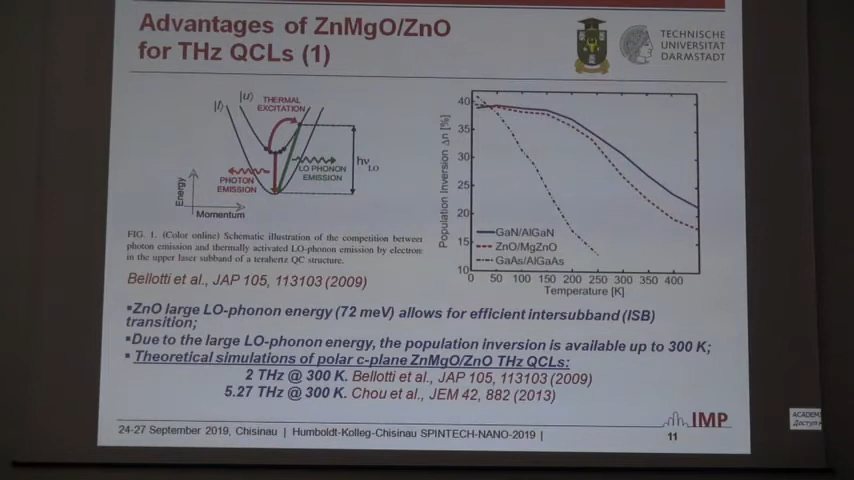 Advantages of ZnMgO/ZnO
for THz QCLs (1)
TECHNISCHE
UNIVERSITÄT
DARMSTADT
|l⟩
|u⟩
THERMAL
EXCITATION
hν
LO
LO PHONON
EMISSION
PHOTON
EMISSION
Energy
Momentum
FIG. 1. (Color online) Schematic illustration of the competition between
photon emission and thermally activated LO-phonon emission by electron
in the upper laser subband of a terahertz QC structure.
Bellotti et al., JAP 105, 113103 (2009)
Population Inversion Δn [%]
40
35
30
25
20
15
10
GaN/AlGaN
ZnO/MgZnO
GaAs/AlGaAs
0 50 100 150 200 250 300 350 400
Temperature [K]
▪ZnO large LO-phonon energy (72 meV) allows for efficient intersubband (ISB)
transition;
▪Due to the large LO-phonon energy, the population inversion is available up to 300 K;
▪ Theoretical simulations of polar c-plane ZnMgO/ZnO THz QCLs:
2 THz @ 300 K. Bellotti et al., JAP 105, 113103 (2009)
5.27 THz @ 300 K. Chou et al., JEM 42, 882 (2013)
24-27 September 2019, Chisinau | Humboldt-Kolleg-Chisinau SPINTECH-NANO-2019 |
11
IMP